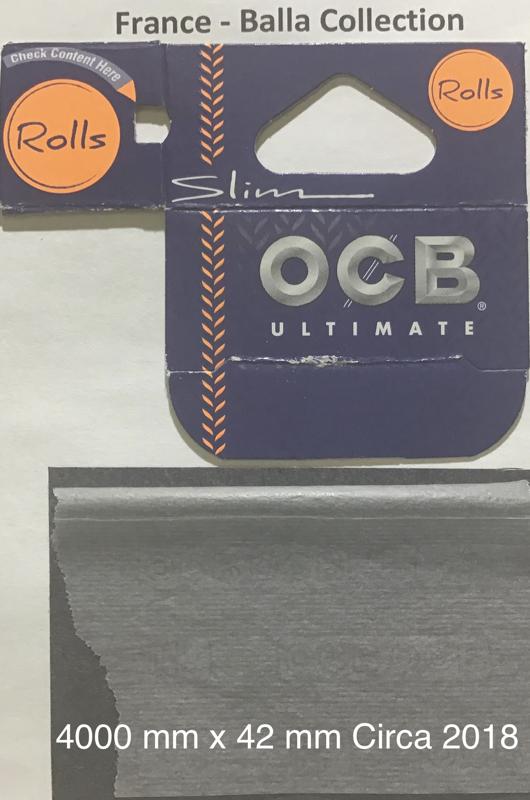 France - Balla Collection
Check Content Here
Rolls
Rolls
Slim
OCB
®
ULTIMATE
4000 mm x 42 mm Circa 2018